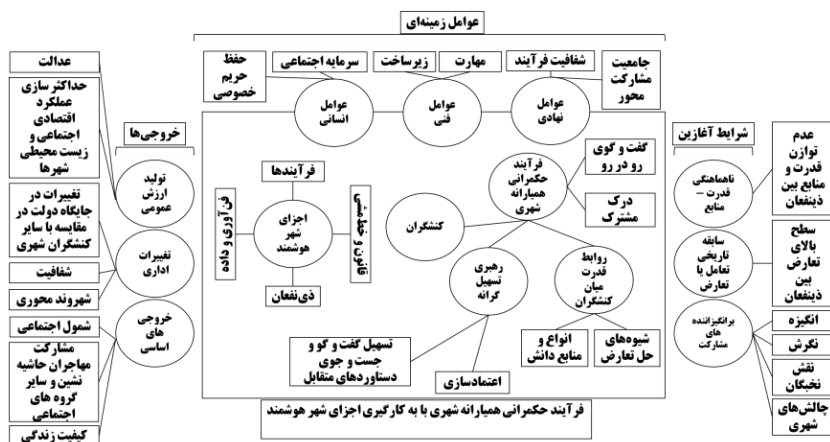 عوامل زمینه‌ای
جامعیت
مشارکت
محور
شفافیت فرآیند
مهارت
زیرساخت
سرمایه اجتماعی
حفظ
حریم
خصوصی
عوامل
نهادی
عوامل
فنی
عوامل
انسانی
شرایط آغازین
عدم
توازن
قدرت و
منابع بین
ذینفعان
ناهماهنگی
قدرت –
منابع
سطح
بالای
تعارض
بین
ذینفعان
سابقه
تاریخی
تعامل یا
تعارض
برانگیزاننده
های
مشارکت
انگیزه
نگرش
نقش
نخبگان
چالش‌های
شهری
گفت و گوی
رو در رو
درک
مشترک
فرآیند
حکمرانی
همیارانه
شهری
کنشگران
روابط
قدرت
میان
کنشگران
رهبری
تسهیل
گرانه
شیوه‌های
حل تعارض
انواع و
منابع دانش
اعتمادسازی
تسهیل گفت و گو و
جست و جوی
دستاوردهای متقابل
فرآیندها
قانون و خط مشی
اجزای
شهر
هوشمند
فن‌آوری و داده
ذی‌نفعان
فرآیند حکمرانی همیارانه شهری با به کارگیری اجزای شهر هوشمند
خروجی‌ها
تولید
ارزش
عمومی
تغییرات
اداری
خروجی
های
اساسی
عدالت
حداکثر سازی
عملکرد
اقتصادی
اجتماعی و
زیست محیطی
شهرها
تغییرات در
جایگاه دولت در
مقایسه با سایر
کنشگران شهری
شفافیت
شهروند محوری
شمول اجتماعی
مشارکت
مهاجران حاشیه
نشین و سایر
گروه های
اجتماعی
کیفیت زندگی